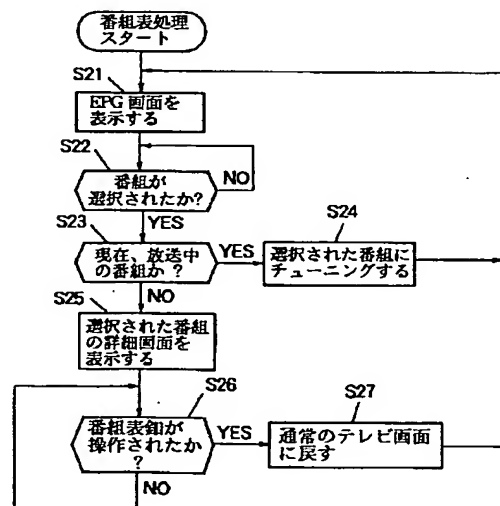 番組表処理
スタート
S21
EPG画面を
表示する
S22
番組が
選択されたか?
NO
YES
S23
現在、放送中
の番組か ?
YES
S24
選択された番組に
チューニングする
NO
S25
選択された番組
の詳細画面を
表示する
S26
番組表釦が
操作されたか
?
YES
S27
通常のテレビ画面
に戻す
NO